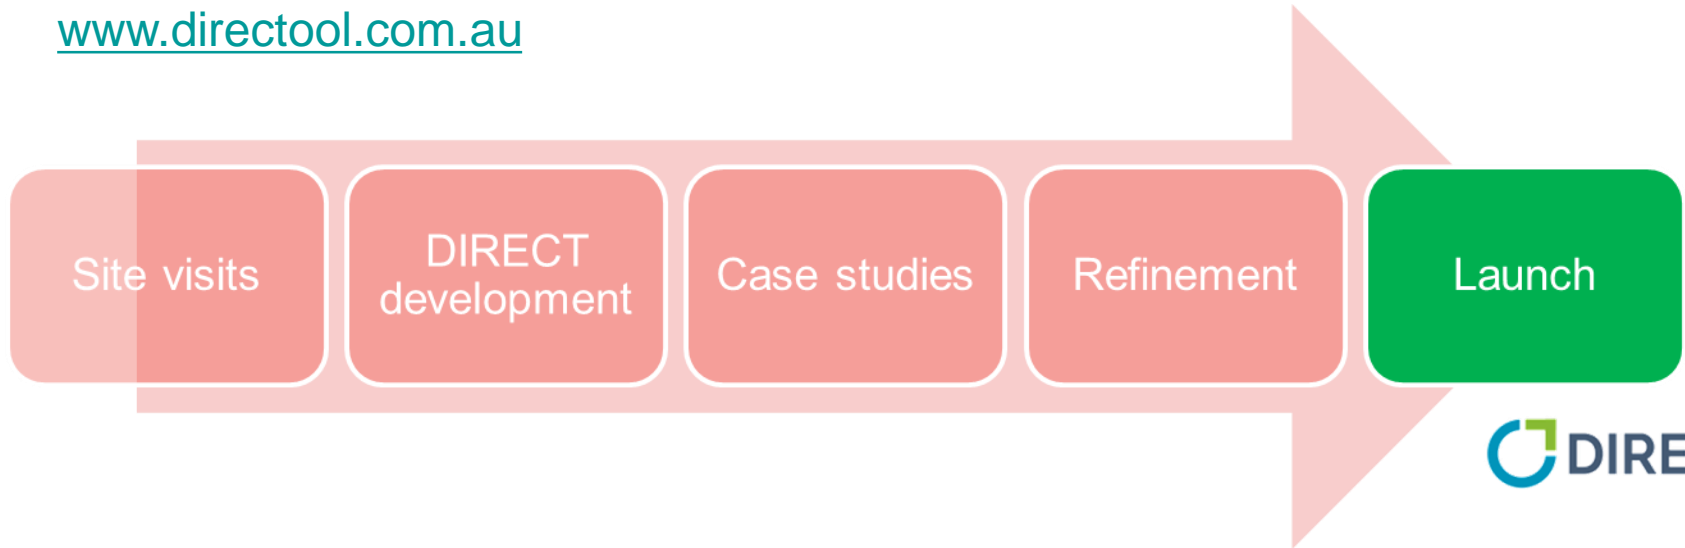 www.directool.com.au
Site visits
DIRECT
development
Case studies
Refinement
Launch
DIRE